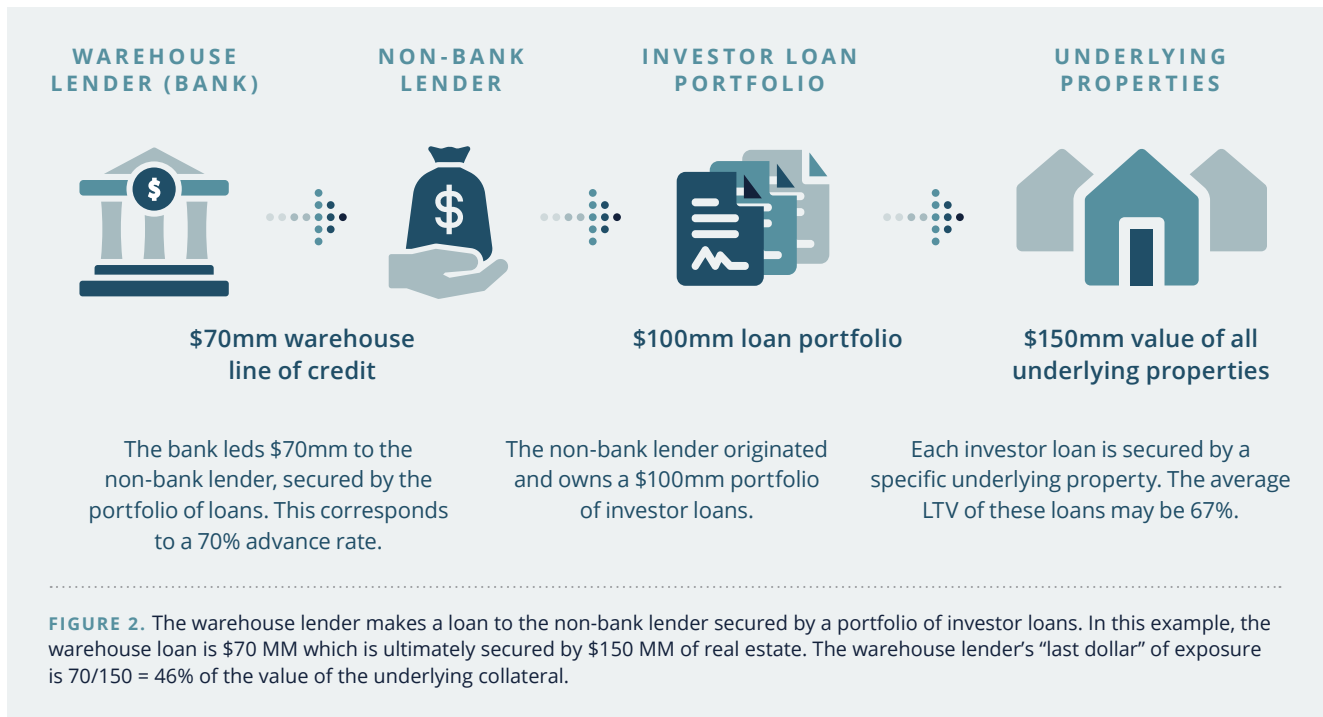 WAREHOUSE
LENDER (BANK)
NON-BANK
LENDER
INVESTOR LOAN
PORTFOLIO
UNDERLYING
PROPERTIES
$
$
$70mm warehouse
line of credit
$100mm loan portfolio
$150mm value of all
underlying properties
The bank leds $70mm to the
non-bank lender, secured by the
portfolio of loans. This corresponds
to a 70% advance rate.
The non-bank lender originated
and owns a $100mm portfolio
of investor loans.
Each investor loan is secured by a
specific underlying property. The average
LTV of these loans may be 67%.
FIGURE 2. The warehouse lender makes a loan to the non-bank lender secured by a portfolio of investor loans. In this example, the
warehouse loan is $70 MM which is ultimately secured by $150 MM of real estate. The warehouse lender’s “last dollar” of exposure
is 70/150 = 46% of the value of the underlying collateral.